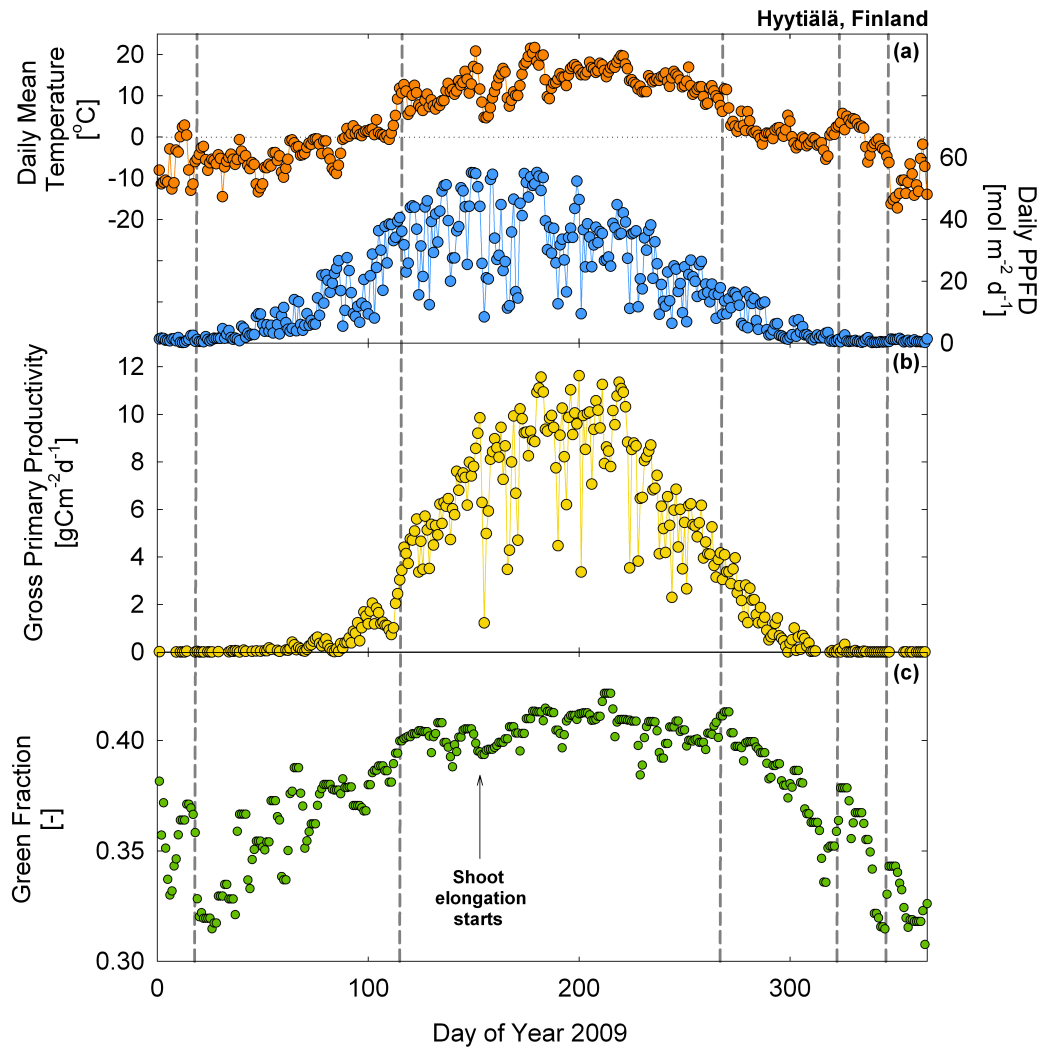 Hyytiälä, Finland
(a)
Daily Mean
Temperature
[°C]
20
10
0
-10
-20
60
40
20
0
Daily PPFD
[mol m⁻² d⁻¹]
(b)
Gross Primary Productivity
[gCm⁻²d⁻¹]
12
10
8
6
4
2
0
(c)
Green Fraction
[-]
0.40
0.35
0.30
Shoot
elongation
starts
0
100
200
300
Day of Year 2009